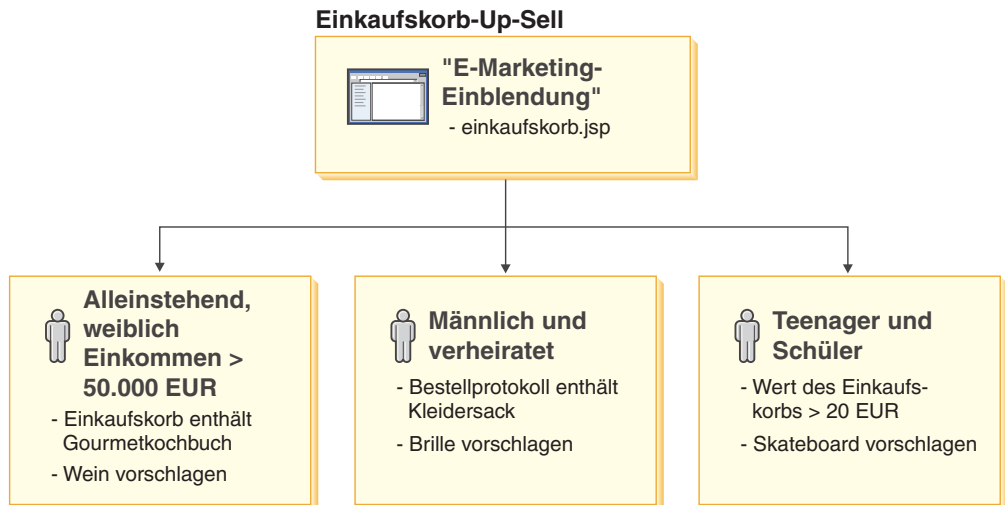 Einkaufskorb-Up-Sell
"E-Marketing-
Einblendung"
- einkaufskorb.jsp
Alleinstehend,
weiblich
Einkommen >
50.000 EUR
- Einkaufskorb enthält
Gourmetkochbuch
- Wein vorschlagen
Männlich und
verheiratet
- Bestellprotokoll enthält
Kleidersack
- Brille vorschlagen
Teenager und
Schüler
- Wert des Einkaufs-
korbs > 20 EUR
- Skateboard vorschlagen